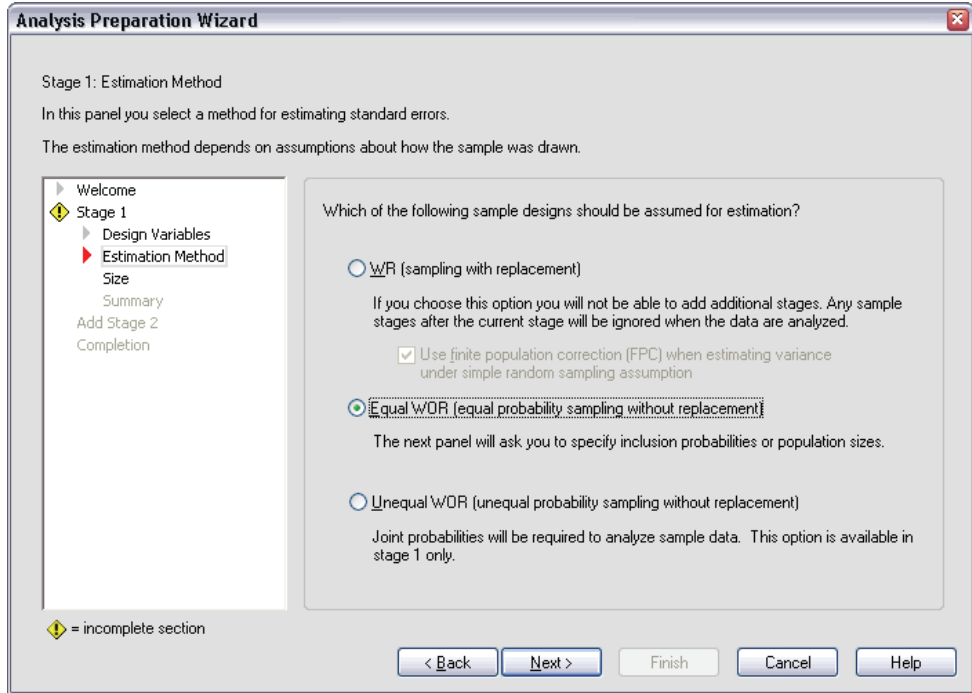 Analysis Preparation Wizard
Stage 1: Estimation Method
In this panel you select a method for estimating standard errors.
The estimation method depends on assumptions about how the sample was drawn.
Welcome
Stage 1
Design Variables
Estimation Method
Size
Summary
Add Stage 2
Completion
! = incomplete section
Which of the following sample designs should be assumed for estimation?
WR (sampling with replacement)
If you choose this option you will not be able to add additional stages. Any sample
stages after the current stage will be ignored when the data are analyzed.
Use finite population correction (FPC) when estimating variance
under simple random sampling assumption
Equal WOR (equal probability sampling without replacement)
The next panel will ask you to specify inclusion probabilities or population sizes.
Unequal WOR (unequal probability sampling without replacement)
Joint probabilities will be required to analyze sample data. This option is available in
stage 1 only.
< Back
Next >
Finish
Cancel
Help